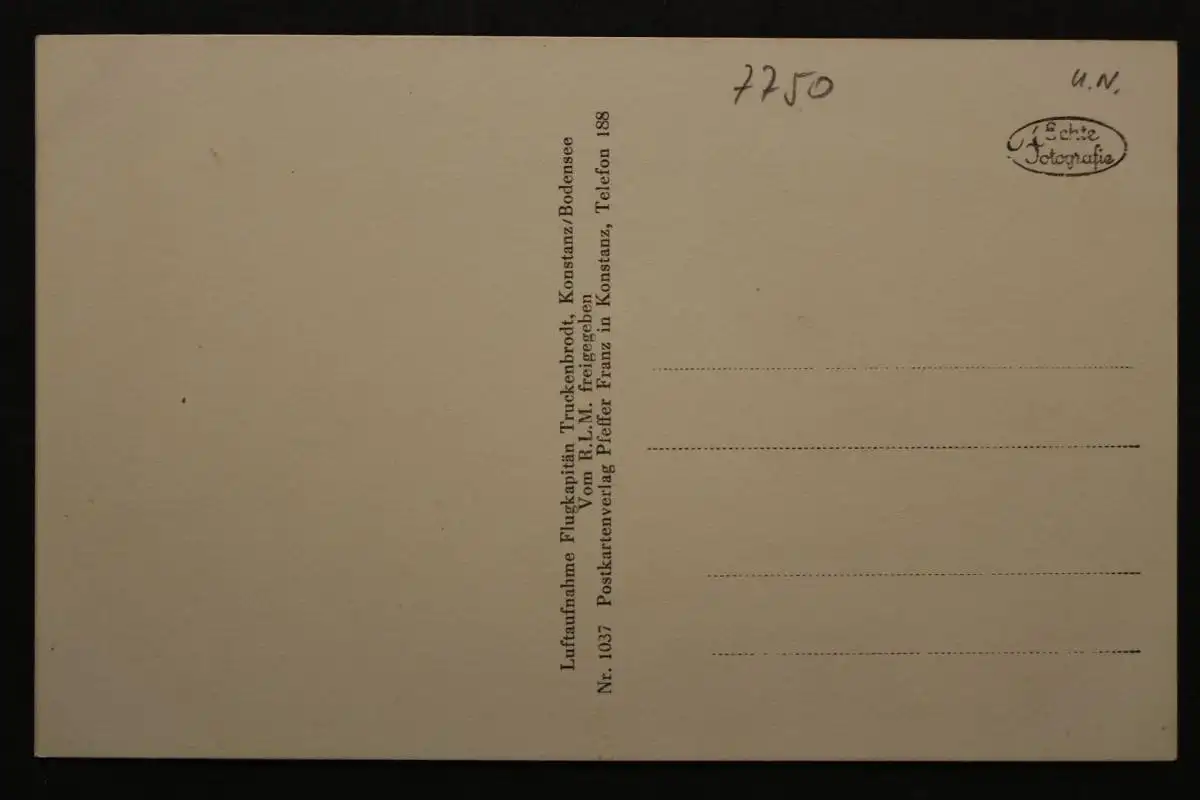 7750
U.N.
Echte
Fotografie
Luftaufnahme Flugkapitän Truckenbrodt, Konstanz/Bodensee
Vom R.L.M. freigegeben
Nr. 1037 Postkartenverlag Pfeffer Franz in Konstanz, Telefon 188